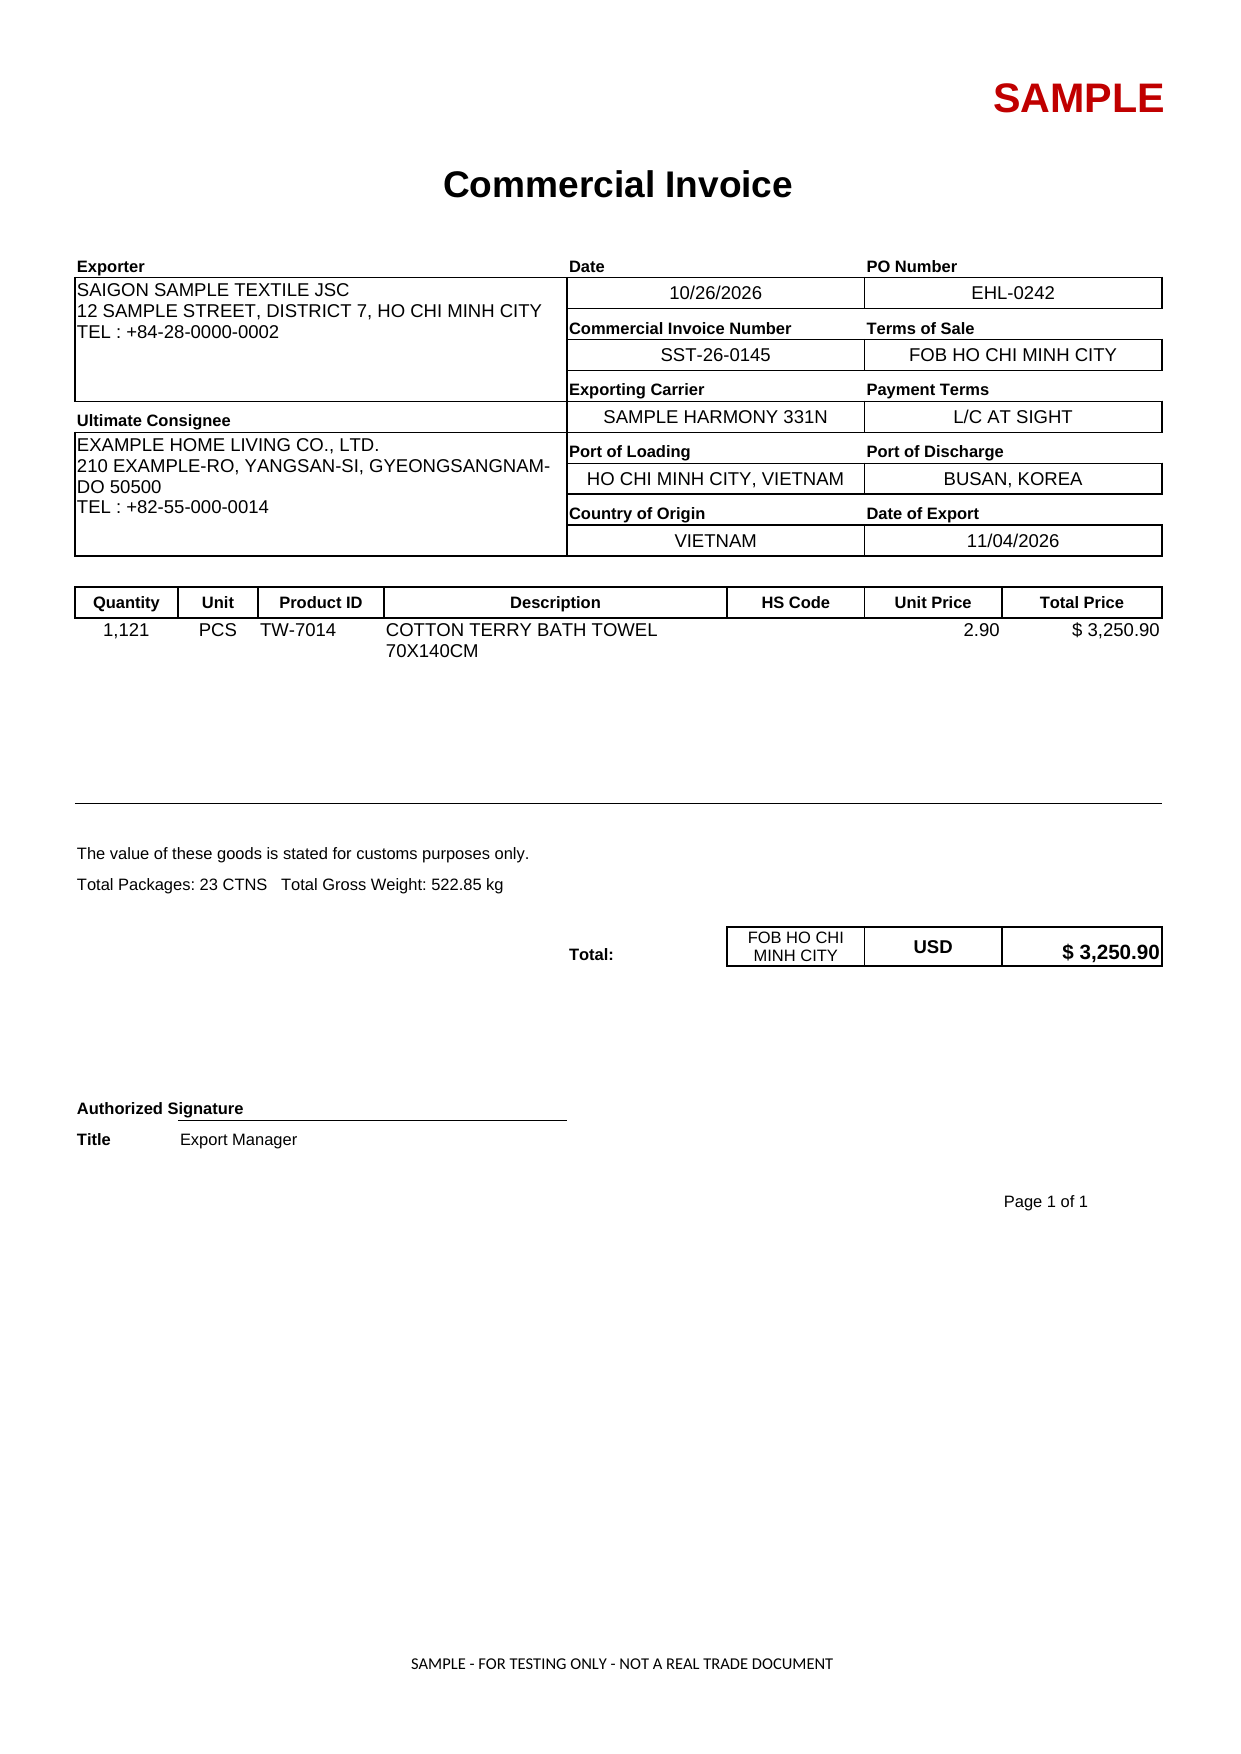 SAMPLE
Commercial Invoice
Exporter
Date
PO Number
SAIGON SAMPLE TEXTILE JSC
12 SAMPLE STREET, DISTRICT 7, HO CHI MINH CITY
TEL : +84-28-0000-0002
10/26/2026
EHL-0242
Commercial Invoice Number
Terms of Sale
SST-26-0145
FOB HO CHI MINH CITY
Exporting Carrier
Payment Terms
SAMPLE HARMONY 331N
L/C AT SIGHT
Ultimate Consignee
EXAMPLE HOME LIVING CO., LTD.
210 EXAMPLE-RO, YANGSAN-SI, GYEONGSANGNAM-
DO 50500
TEL : +82-55-000-0014
Port of Loading
Port of Discharge
HO CHI MINH CITY, VIETNAM
BUSAN, KOREA
Country of Origin
Date of Export
VIETNAM
11/04/2026
Quantity Unit Product ID Description HS Code Unit Price Total Price
1,121 PCS TW-7014 COTTON TERRY BATH TOWEL 2.90 $ 3,250.90
70X140CM
The value of these goods is stated for customs purposes only.
Total Packages: 23 CTNS Total Gross Weight: 522.85 kg
Total:
FOB HO CHI
MINH CITY
USD
$ 3,250.90
Authorized Signature
Title Export Manager
Page 1 of 1
SAMPLE - FOR TESTING ONLY - NOT A REAL TRADE DOCUMENT